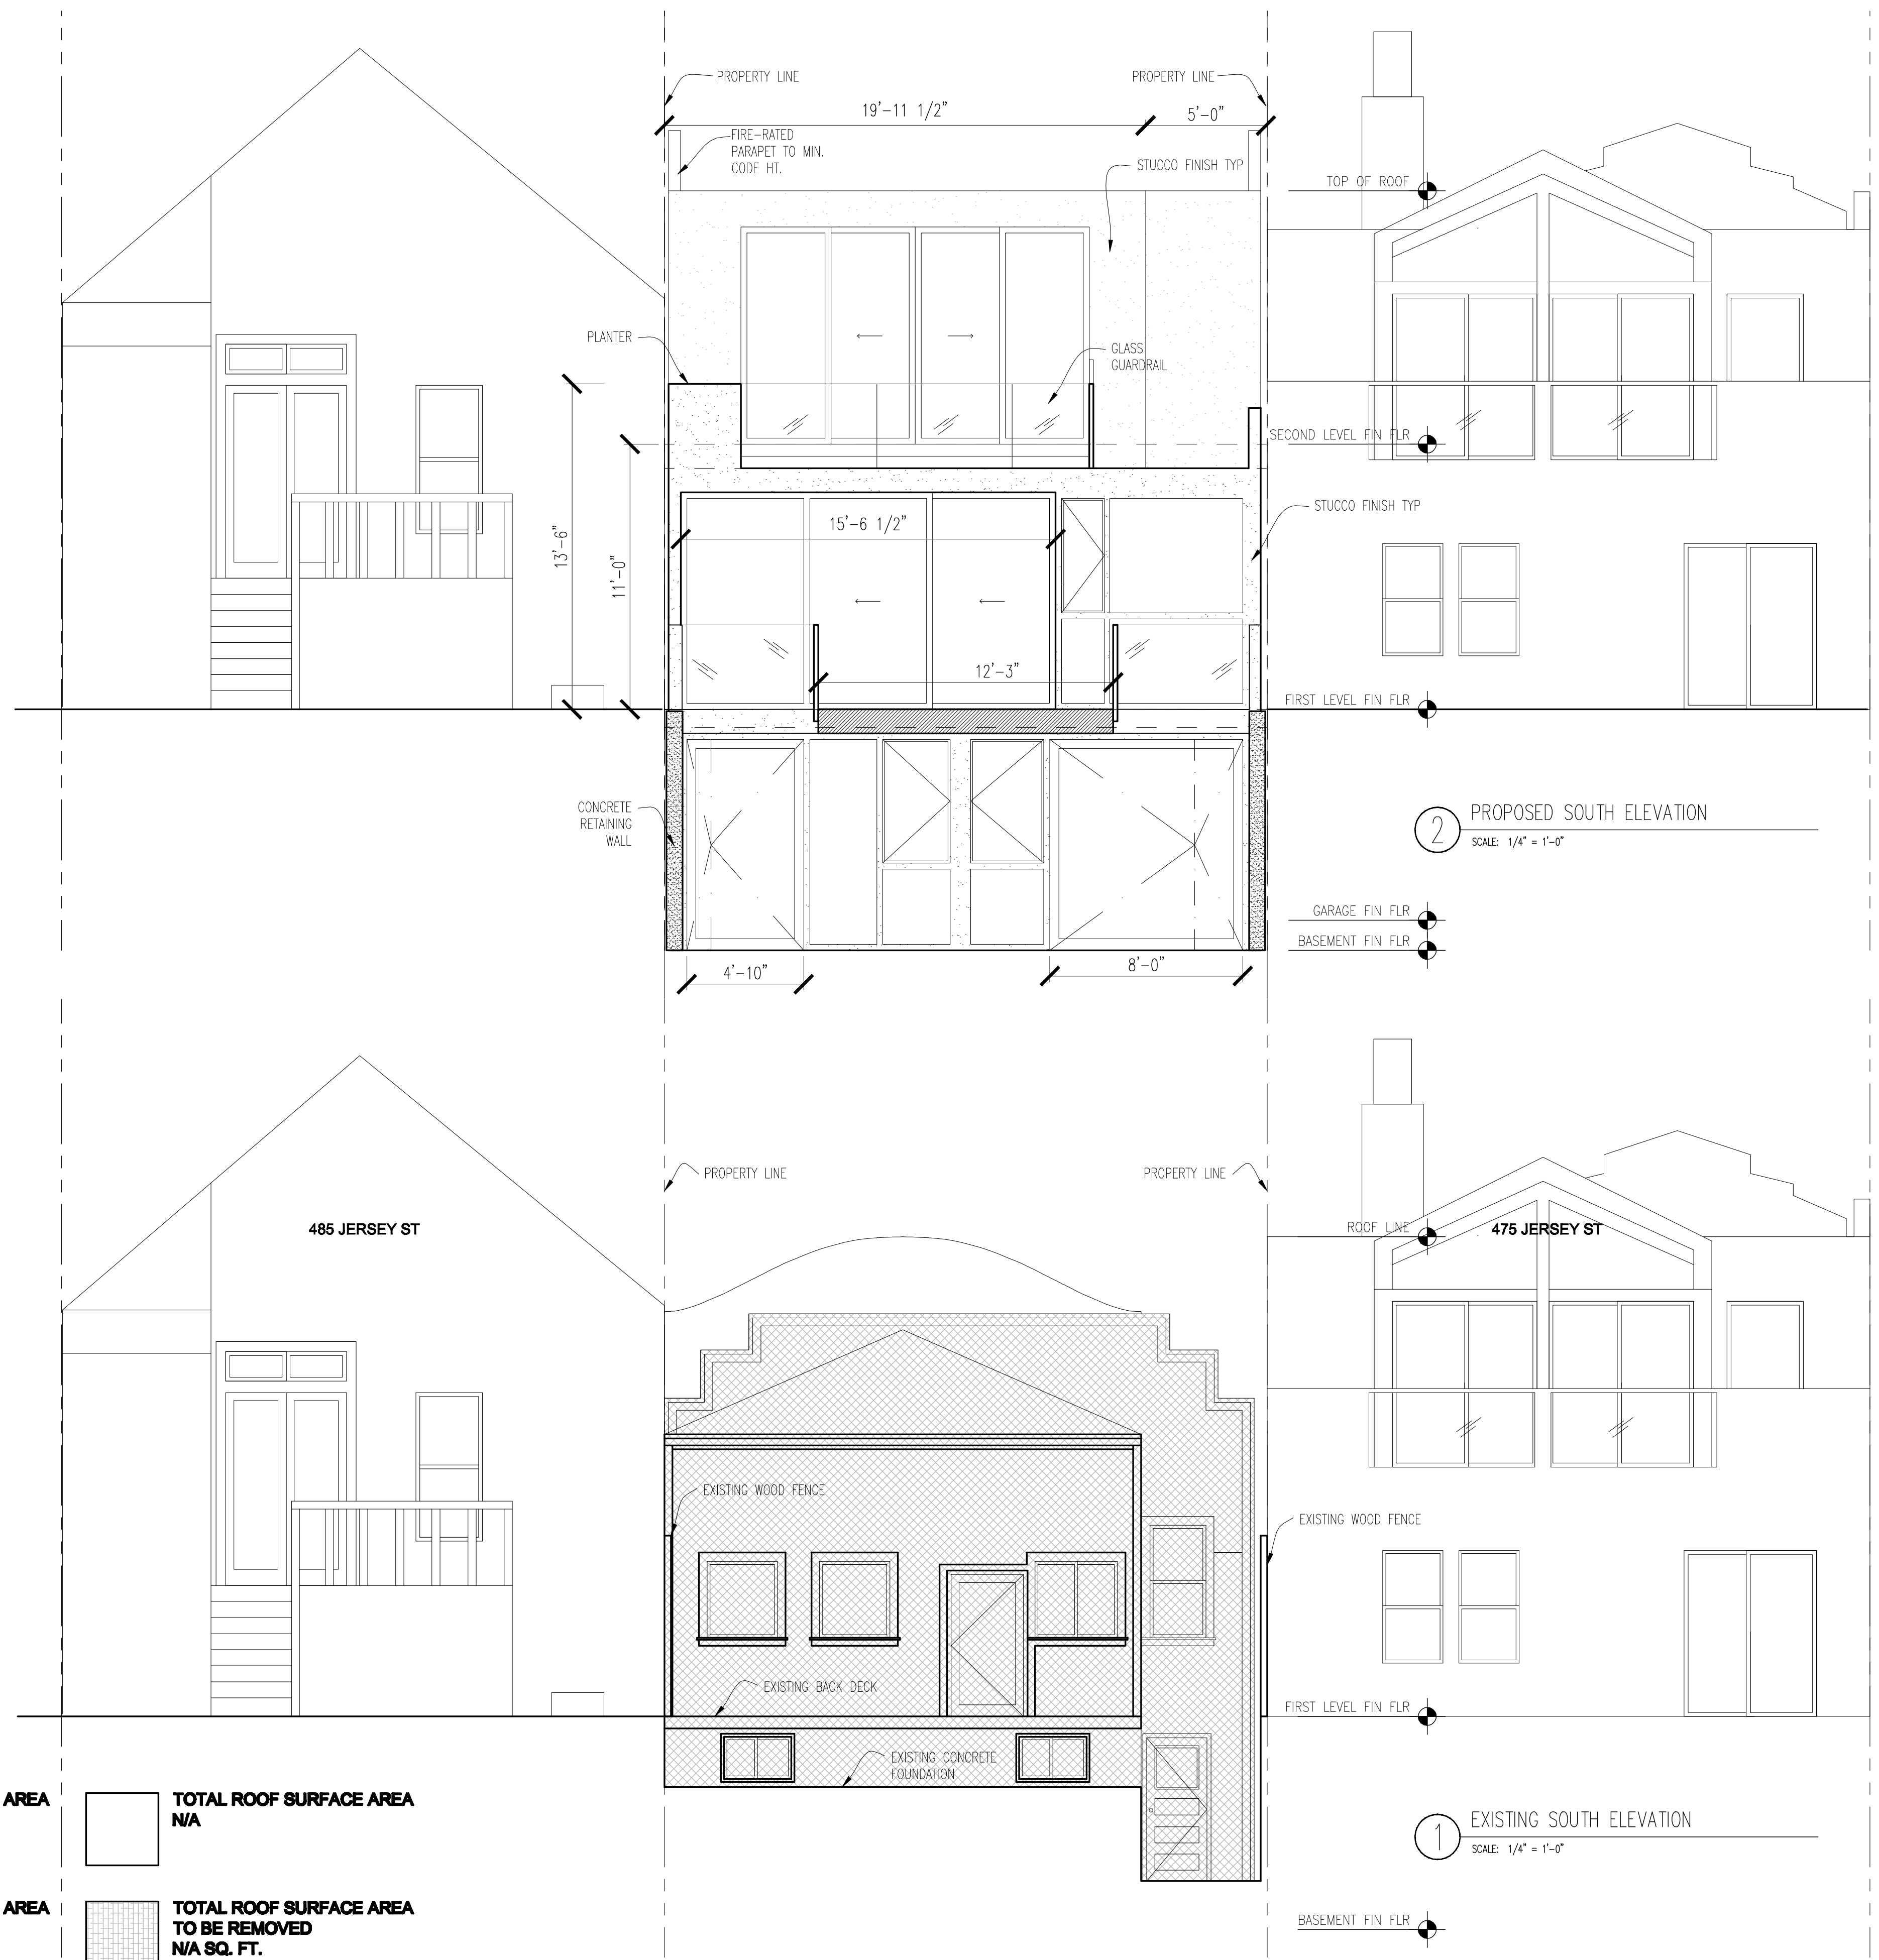 PROPERTY LINE
PROPERTY LINE
19'-11 1/2"
5'-0"
FIRE-RATED
PARAPET TO MIN.
CODE HT.
STUCCO FINISH TYP
TOP OF ROOF
PLANTER
GLASS
GUARDRAIL
SECOND LEVEL FIN FLR
STUCCO FINISH TYP
15'-6 1/2"
13'-6"
11'-0"
12'-3"
FIRST LEVEL FIN FLR
CONCRETE
RETAINING
WALL
2
PROPOSED SOUTH ELEVATION
SCALE: 1/4" = 1'-0"
GARAGE FIN FLR
BASEMENT FIN FLR
4'-10"
8'-0"
PROPERTY LINE
PROPERTY LINE
485 JERSEY ST
ROOF LINE
475 JERSEY ST
EXISTING WOOD FENCE
EXISTING WOOD FENCE
EXISTING BACK DECK
FIRST LEVEL FIN FLR
EXISTING CONCRETE
FOUNDATION
AREA
TOTAL ROOF SURFACE AREA
N/A
1
EXISTING SOUTH ELEVATION
SCALE: 1/4" = 1'-0"
AREA
TOTAL ROOF SURFACE AREA
TO BE REMOVED
N/A SQ. FT.
BASEMENT FIN FLR